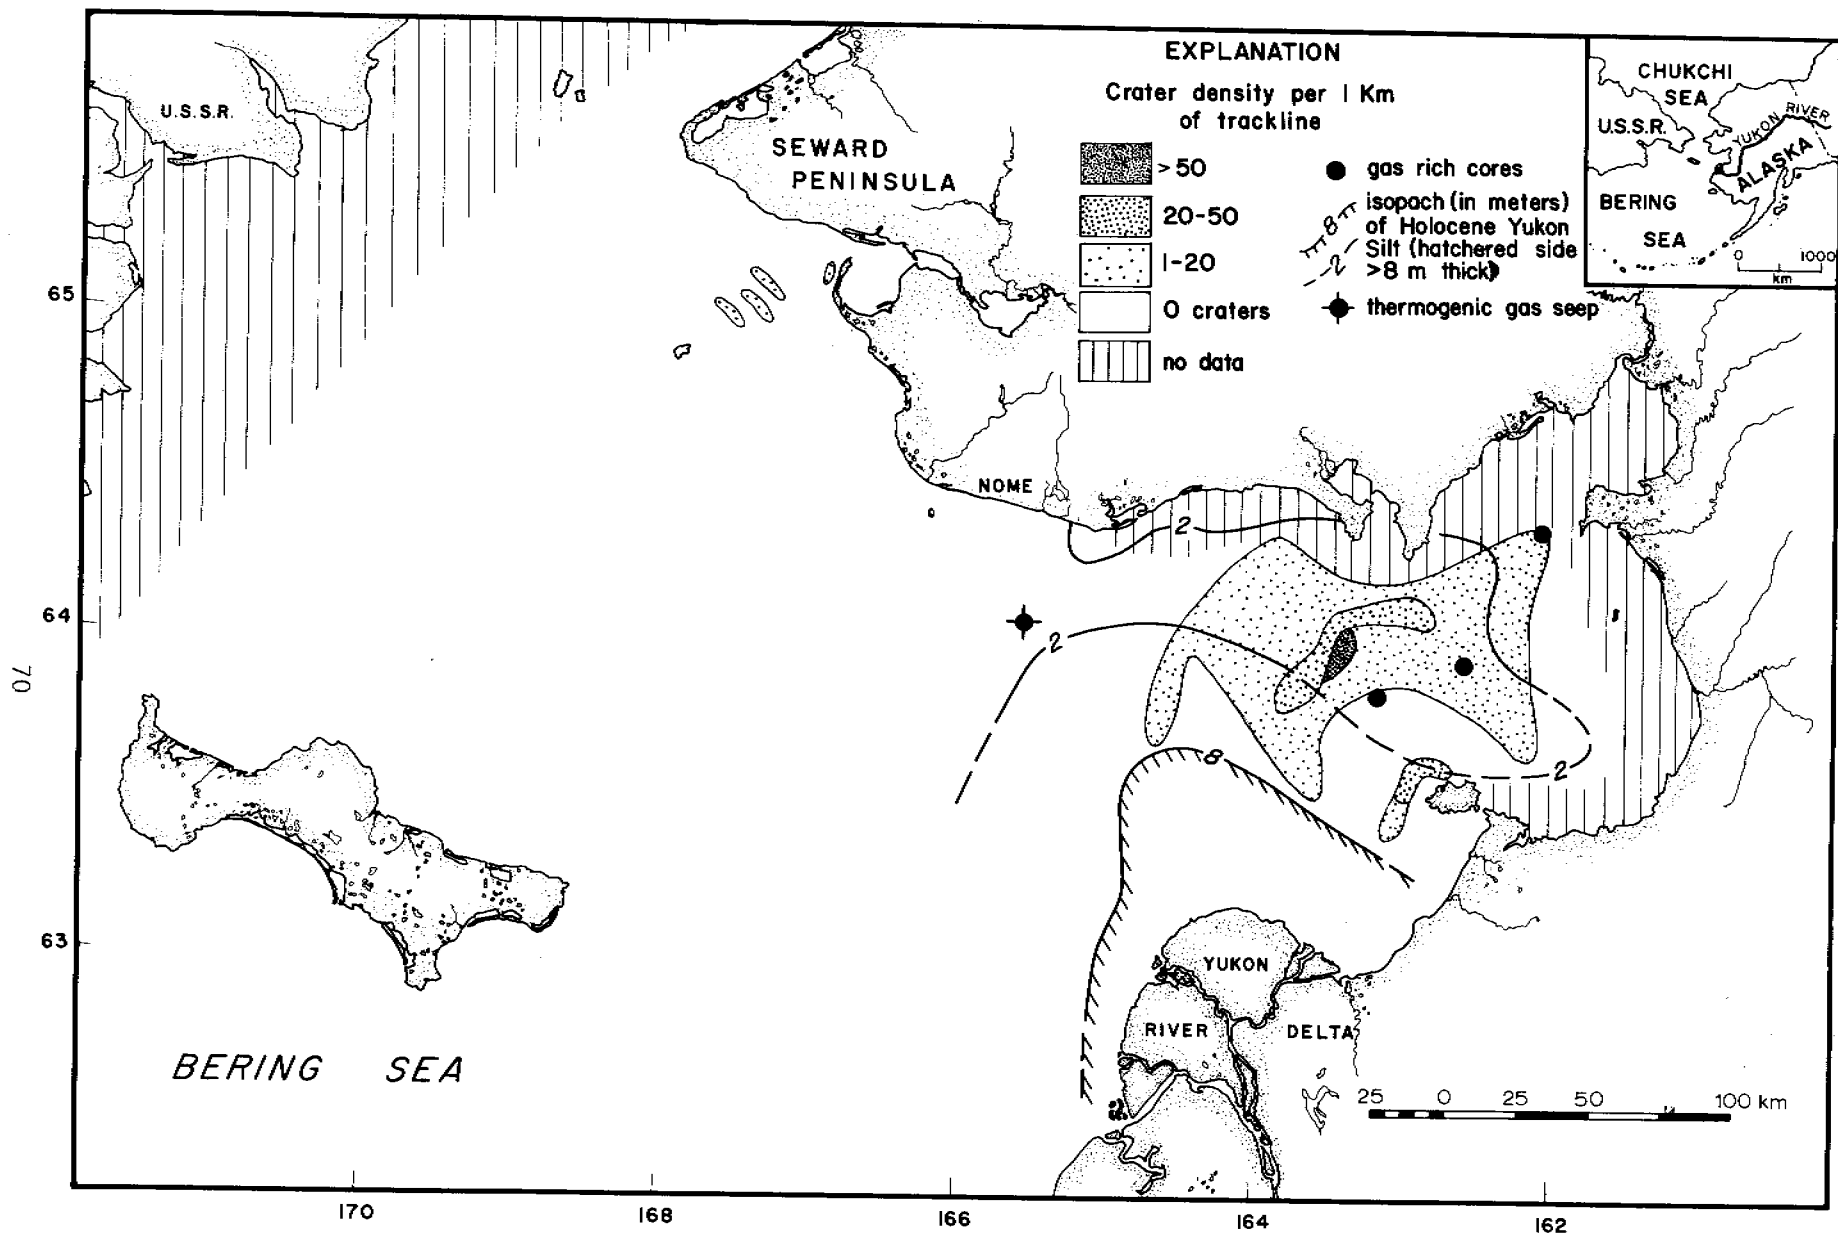 EXPLANATION
Crater density per 1 Km
of trackline
>50
20-50
1-20
0 craters
no data
gas rich cores
8
isopach (in meters)
of Holocene Yukon
2
Silt (hatchered side
>8 m thick)
thermogenic gas seep
CHUKCHI
SEA
U.S.S.R.
YUKON RIVER
ALASKA
BERING
SEA
0 1000
km
U.S.S.R.
SEWARD
PENINSULA
NOME
65
64
63
2
2
8
2
YUKON
RIVER
DELTA
BERING SEA
25 0 25 50 100 km
170 168 166 164 162
70